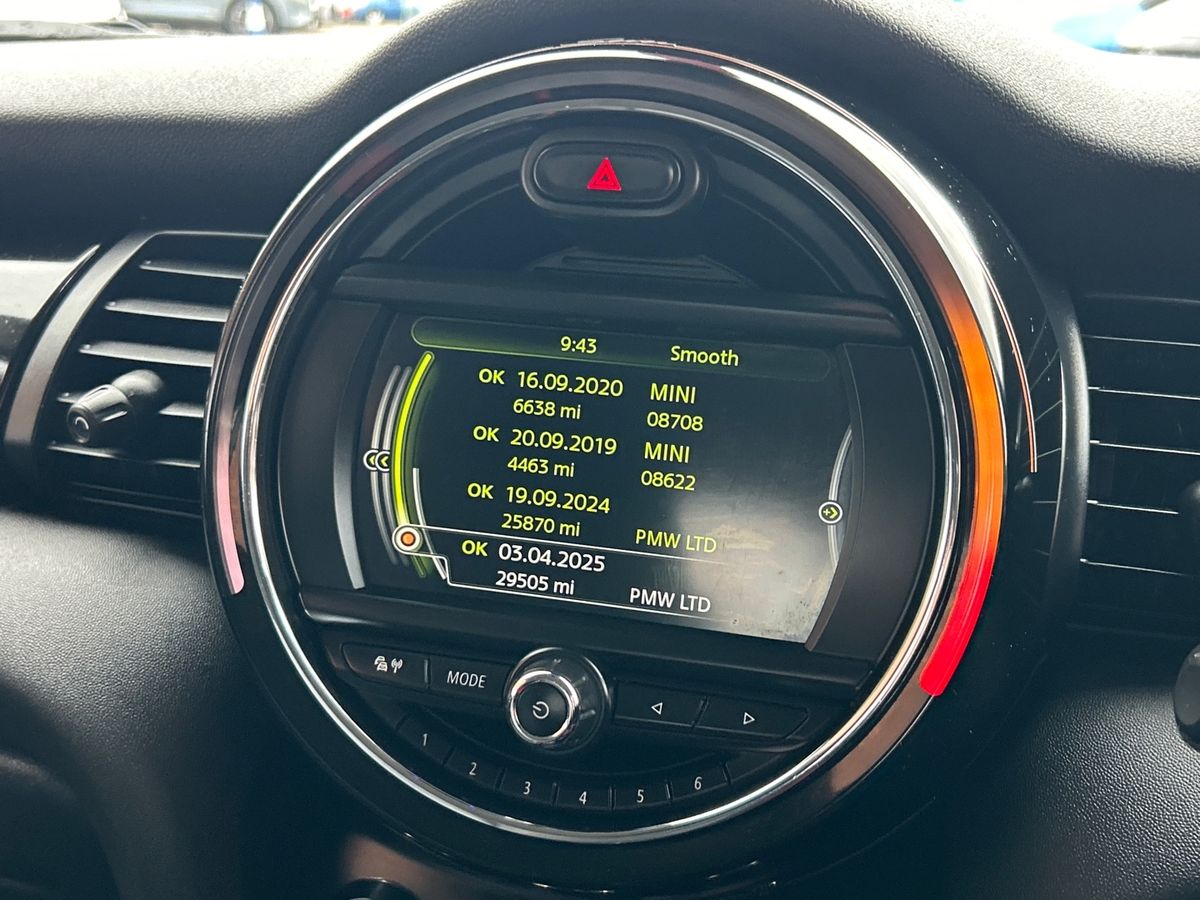 9:43 Smooth
OK 16.09.2020 MINI
6638 mi 08708
OK 20.09.2019 MINI
4463 mi 08622
OK 19.09.2024
25870 mi PMW LTD
OK 03.04.2025
29505 mi PMW LTD
MODE
1 2 3 4 5 6